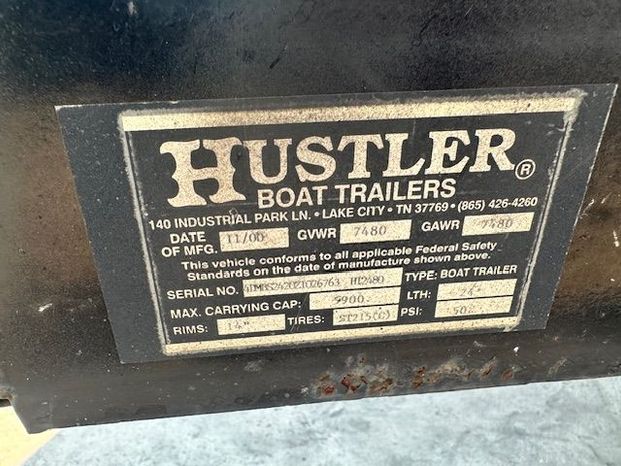 HUSTLER®
BOAT TRAILERS
140 INDUSTRIAL PARK LN. • LAKE CITY • TN 37769 • (865) 426-4260
DATE OF MFG. 11/00 GVWR 7480 GAWR 7480
This vehicle conforms to all applicable Federal Safety
Standards on the date of manufacture shown above.
SERIAL NO. HU2480 TYPE: BOAT TRAILER
MAX. CARRYING CAP: 5900 LTH: 24'
RIMS: 14" TIRES: ST215(C) PSI: 50